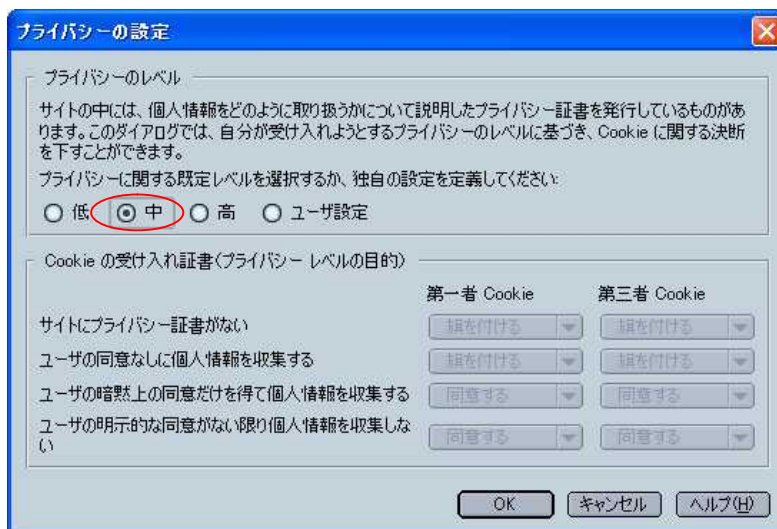 プライバシーの設定
プライバシーのレベル
サイトの中には、個人情報をどのように取り扱うかについて説明したプライバシー証書を発行しているものがあ
ります。このダイアログでは、自分が受け入れようとするプライバシーのレベルに基づき、Cookie に関する決断
を下すことができます。
プライバシーに関する既定レベルを選択するか、独自の設定を定義してください:
低 中 高 ユーザ設定
Cookie の受け入れ証書(プライバシー レベルの目的)
第一者 Cookie 第三者 Cookie
サイトにプライバシー証書がない 旗を付ける 旗を付ける
ユーザの同意なしに個人情報を収集する 旗を付ける 旗を付ける
ユーザの暗黙上の同意だけを得て個人情報を収集する 同意する 同意する
ユーザの明示的な同意がない限り個人情報を収集しな 同意する 同意する
い
OK キャンセル ヘルプ(H)